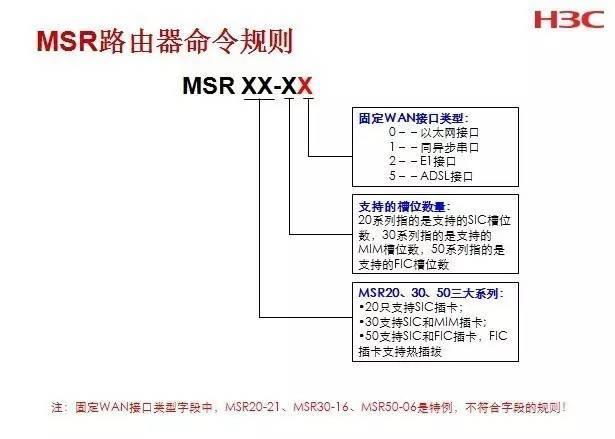 H3C
MSR路由器命令规则
MSR XX-XX
固定WAN接口类型：
0－－以太网接口
1－－同异步串口
2－－E1接口
5－－ADSL接口
支持的槽位数量：
20系列指的是支持的SIC槽位
数，30系列指的是支持的
MIM槽位数，50系列指的是
支持的FIC槽位数
MSR20、30、50三大系列：
•20只支持SIC插卡；
•30支持SIC和MIM插卡；
•50支持SIC和FIC插卡，FIC
插卡支持热插拔
注：固定WAN接口类型字段中，MSR20-21、MSR30-16、MSR50-06是特例，不符合字段的规则！